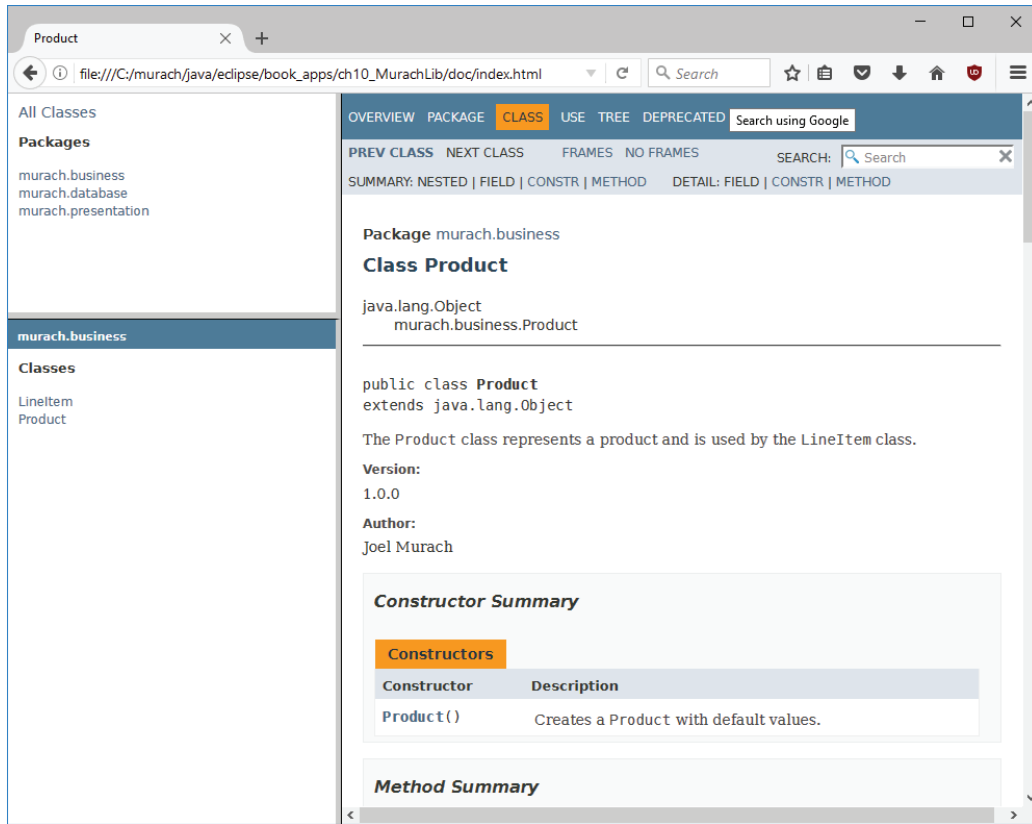 Product
file:///C:/murach/java/eclipse/book_apps/ch10_MurachLib/doc/index.html
Search
All Classes
Packages
murach.business
murach.database
murach.presentation
murach.business
Classes
LineItem
Product
OVERVIEW PACKAGE CLASS USE TREE DEPRECATED
Search using Google
PREV CLASS NEXT CLASS FRAMES NO FRAMES
SEARCH: Search
SUMMARY: NESTED | FIELD | CONSTR | METHOD DETAIL: FIELD | CONSTR | METHOD
Package murach.business
Class Product
java.lang.Object
murach.business.Product
public class Product
extends java.lang.Object
The Product class represents a product and is used by the LineItem class.
Version:
1.0.0
Author:
Joel Murach
Constructor Summary
Constructors
Constructor Description
Product() Creates a Product with default values.
Method Summary